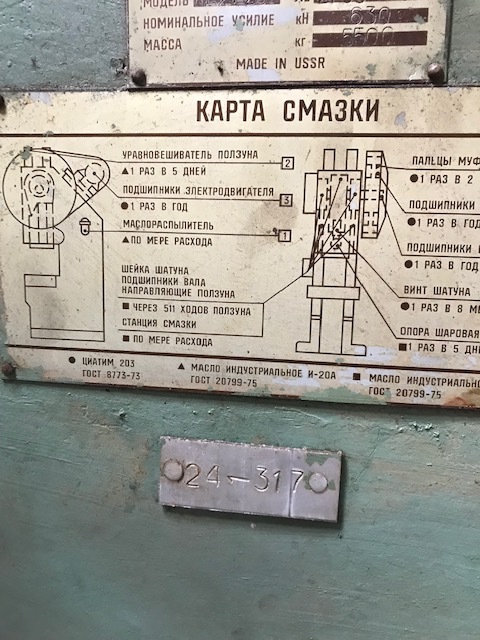 МОДЕЛЬ
НОМИНАЛЬНОЕ УСИЛИЕ кН 630
МАССА кг 5500
MADE IN USSR
КАРТА СМАЗКИ
УРАВНОВЕШИВАТЕЛЬ ПОЛЗУНА 2
▲1 РАЗ В 5 ДНЕЙ
ПОДШИПНИКИ ЭЛЕКТРОДВИГАТЕЛЯ 3
●1 РАЗ В ГОД
МАСЛОРАСПЫЛИТЕЛЬ 1
▲ПО МЕРЕ РАСХОДА
ШЕЙКА ШАТУНА
ПОДШИПНИКИ ВАЛА
НАПРАВЛЯЮЩИЕ ПОЛЗУНА
■ ЧЕРЕЗ 511 ХОДОВ ПОЛЗУНА
СТАНЦИЯ СМАЗКИ
■ ПО МЕРЕ РАСХОДА
ПАЛЬЦЫ МУФ
●1 РАЗ В 2
ПОДШИПНИКИ
●1 РАЗ В ГОД
ПОДШИПНИКИ
●1 РАЗ В ГОД
ВИНТ ШАТУНА
●1 РАЗ В 8 МЕ
ОПОРА ШАРОВАЯ
■1 РАЗ В 5 ДНЕ
● ЦИАТИМ 203
ГОСТ 8773-73
▲ МАСЛО ИНДУСТРИАЛЬНОЕ И-20А
ГОСТ 20799-75
■ МАСЛО ИНДУСТРИАЛЬНО
ГОСТ 20799-75
24-317